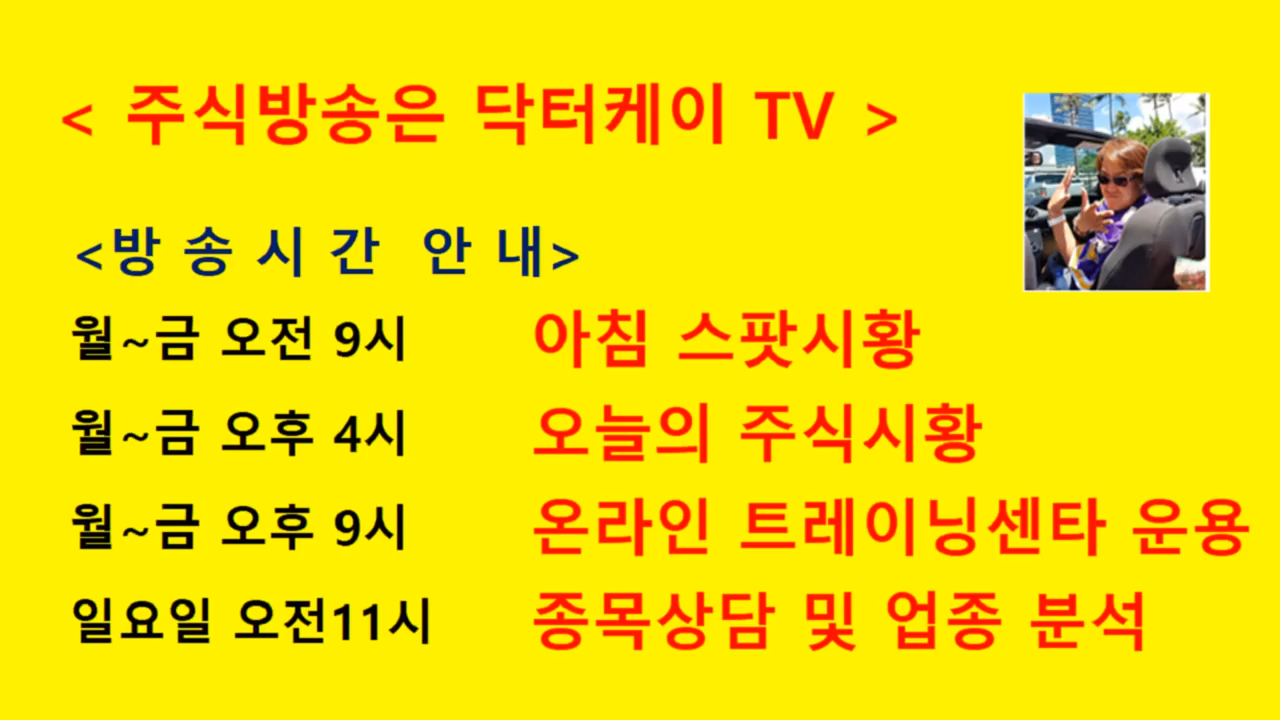 < 주식방송은 닥터케이 TV >
<방 송 시 간 안 내>
월~금 오전 9시 아침 스팟시황
월~금 오후 4시 오늘의 주식시황
월~금 오후 9시 온라인 트레이닝센타 운용
일요일 오전11시 종목상담 및 업종 분석